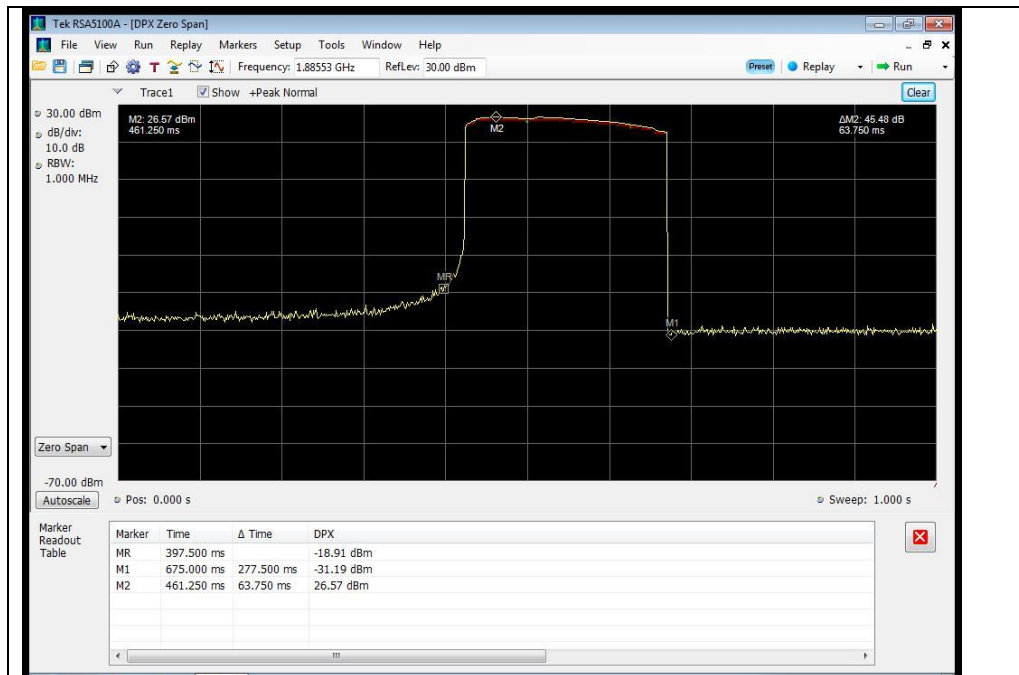 Tek RSA5100A - [DPX Zero Span]
File View Run Replay Markers Setup Tools Window Help
Frequency: 1.88553 GHz RefLev: 30.00 dBm Preset Replay Run
Trace1 Show +Peak Normal Clear
30.00 dBm
dB/div:
10.0 dB
RBW:
1.000 MHz
M2: 26.57 dBm
461.250 ms
M2
ΔM2: 45.48 dB
63.750 ms
MR
M1
Zero Span
-70.00 dBm
Autoscale Pos: 0.000 s Sweep: 1.000 s
Marker
Readout
Table
Marker Time Δ Time DPX
MR 397.500 ms -18.91 dBm
M1 675.000 ms 277.500 ms -31.19 dBm
M2 461.250 ms 63.750 ms 26.57 dBm